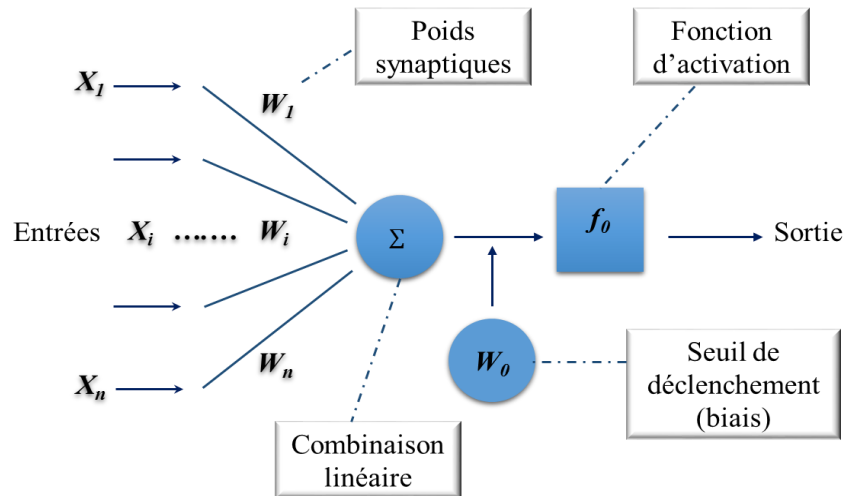 Poids
synaptiques
Fonction
d'activation
X1
W1
Entrées Xi ....... Wi
Σ
f0
Sortie
Xn
Wn
W0
Seuil de
déclenchement
(biais)
Combinaison
linéaire